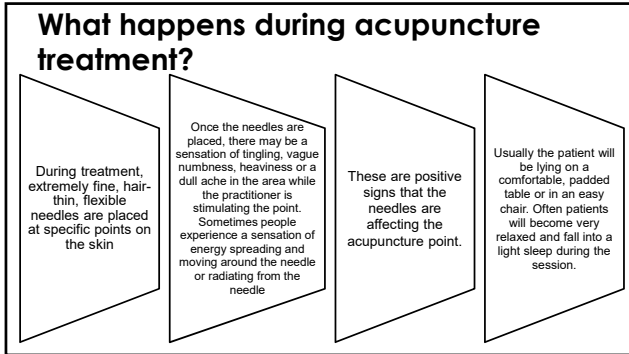 What happens during acupuncture
treatment?
During treatment,
extremely fine, hair-
thin, flexible
needles are placed
at specific points on
the skin
Once the needles are
placed, there may be a
sensation of tingling, vague
numbness, heaviness or a
dull ache in the area while
the practitioner is
stimulating the point.
Sometimes people
experience a sensation of
energy spreading and
moving around the needle
or radiating from the
needle
These are positive
signs that the
needles are
affecting the
acupuncture point.
Usually the patient will
be lying on a
comfortable, padded
table or in an easy
chair. Often patients
will become very
relaxed and fall into a
light sleep during the
session.